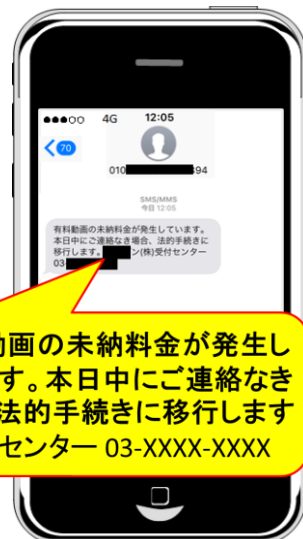 4G 12:05
70
010 94
SMS/MMS
今日 12:05
有料動画の未納料金が発生しています。
本日中にご連絡なき場合、法的手続きに
移行します。 ン(株)受付センター
03-
動画の未納料金が発生し
す。本日中にご連絡なき
法的手続きに移行します
センター 03-XXXX-XXXX